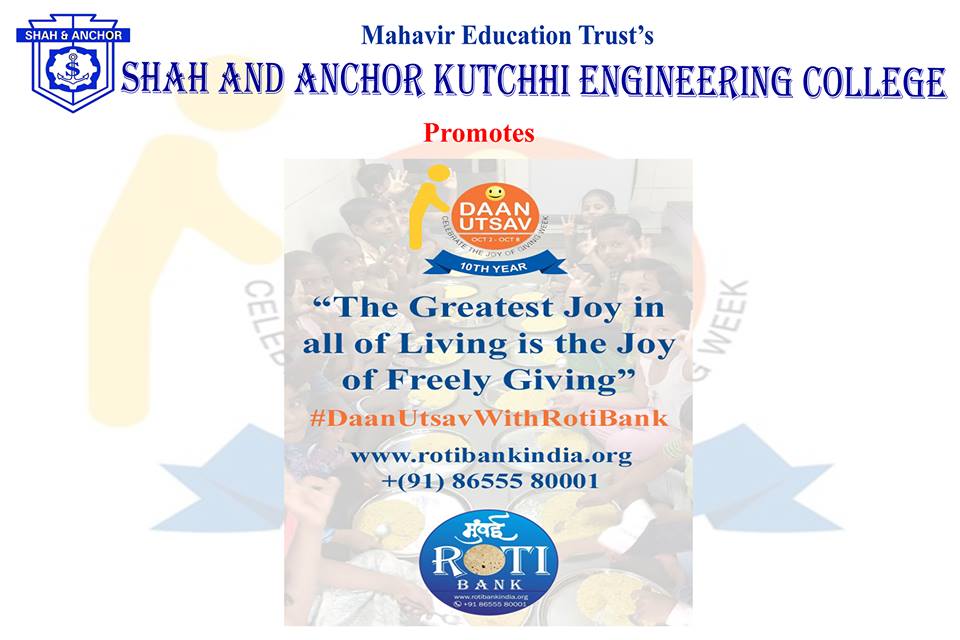 SHAH & ANCHOR
Mahavir Education Trust’s
SHAH AND ANCHOR KUTCHHI ENGINEERING COLLEGE
Promotes
DAAN
UTSAV
OCT 2 - OCT 8
CELEBRATE THE JOY OF GIVING WEEK
10TH YEAR
“The Greatest Joy in
all of Living is the Joy
of Freely Giving”
#DaanUtsavWithRotiBank
www.rotibankindia.org
+(91) 86555 80001
मुंबई
ROTI
BANK
www.rotibankindia.org
+91 86555 80001
CELEB
G WEEK